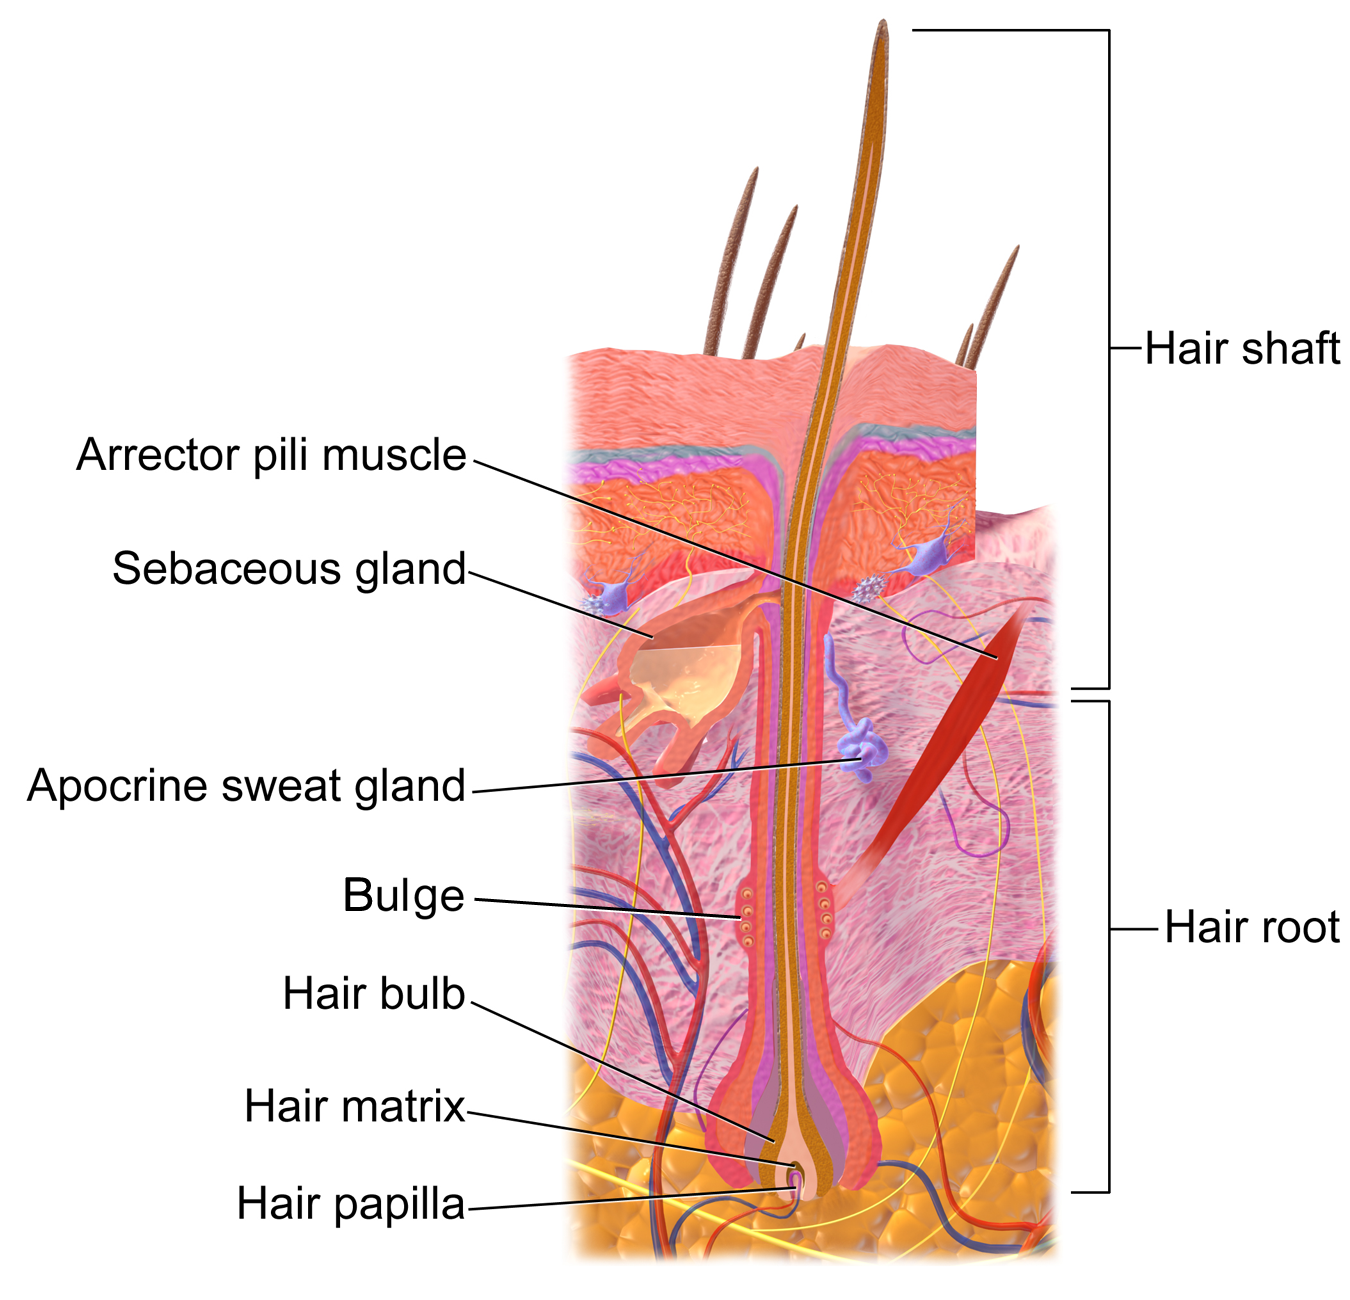 Hair shaft
Arrector pili muscle
Sebaceous gland
Apocrine sweat gland
Bulge
Hair root
Hair bulb
Hair matrix
Hair papilla